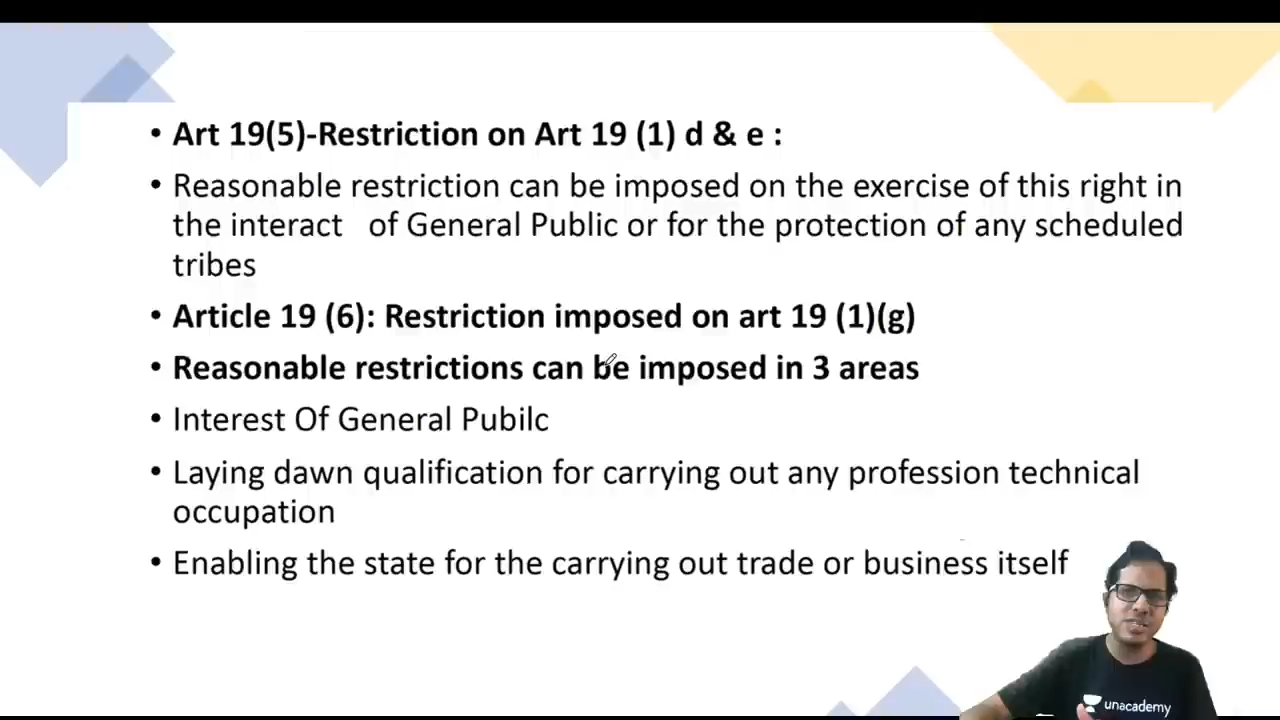 • Art 19(5)-Restriction on Art 19 (1) d & e :
• Reasonable restriction can be imposed on the exercise of this right in
the interact of General Public or for the protection of any scheduled
tribes
• Article 19 (6): Restriction imposed on art 19 (1)(g)
• Reasonable restrictions can be imposed in 3 areas
• Interest Of General Pubilc
• Laying dawn qualification for carrying out any profession technical
occupation
• Enabling the state for the carrying out trade or business itself
unacademy